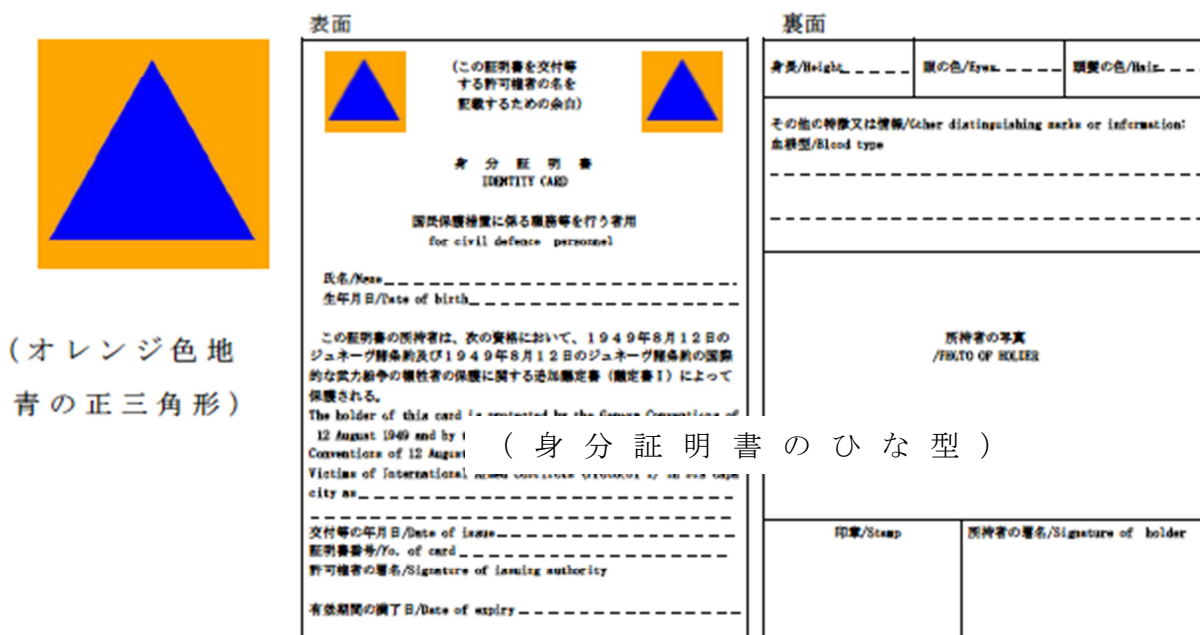 (オレンジ色地
青の正三角形)
表面
(この証明書を交付等
する許可権者の名を
記載するための余白)
身分証明書
IDENTITY CARD
国民保護措置に係る職務等を行う者用
for civil defence personnel
氏名/Name
生年月日/Date of birth
この証明書の所持者は、次の資格において、1949年8月12日の
ジュネーヴ諸条約及び1949年8月12日のジュネーヴ諸条約の国際
的な武力紛争の犠牲者の保護に関する追加議定書(議定書I)によって
保護される。
The holder of this card is protected by the Geneva Conventions of
12 August 1949 and by
Conventions of 12 August
Victims of International Armed Conflicts (Protocol I) in his capa
city as
交付等の年月日/Date of issue
証明書番号/No. of card
許可権者の署名/Signature of issuing authority
有効期間の満了日/Date of expiry
(身分証明書のひな型)
裏面
身長/Height
眼の色/Eyes
頭髪の色/Hair
その他の特徴又は情報/Other distinguishing marks or information:
血液型/Blood type
所持者の写真
/PHOTO OF HOLDER
印章/Stamp
所持者の署名/Signature of holder